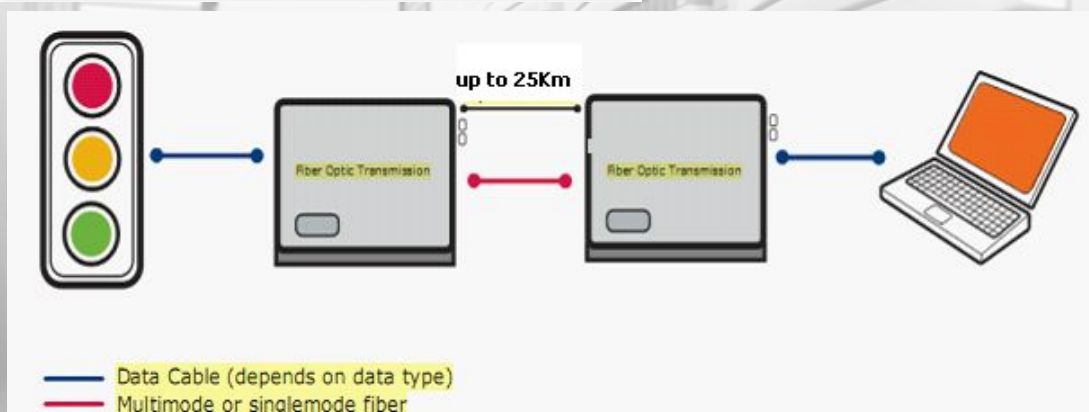 up to 25Km
Fiber Optic Transmission
Fiber Optic Transmission
Data Cable (depends on data type)
Multimode or singlemode fiber